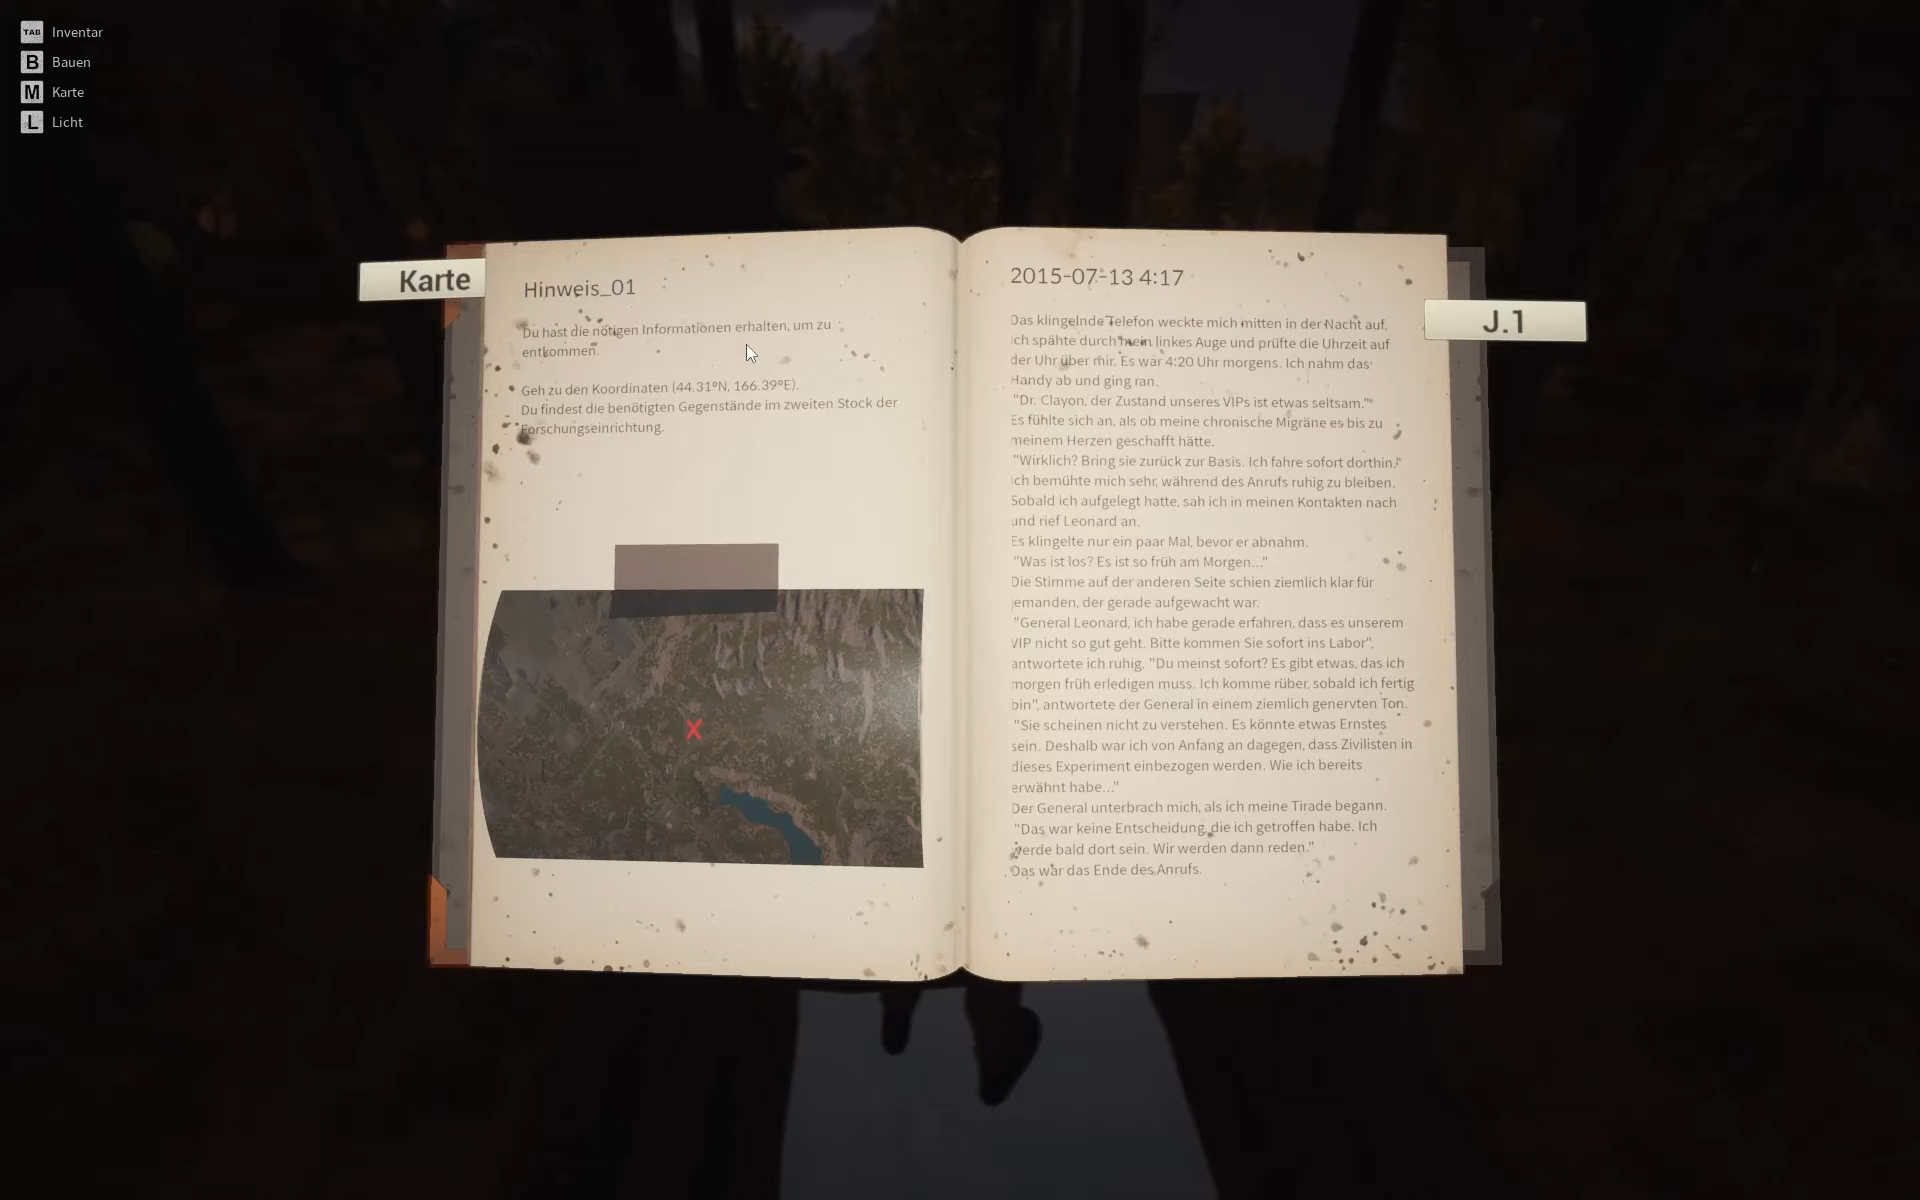 TAB Inventar
B Bauen
M Karte
L Licht
Karte
Hinweis_01
Du hast die nötigen Informationen erhalten, um zu
entkommen.
Geh zu den Koordinaten (44.31ºN, 166.39ºE).
Du findest die benötigten Gegenstände im zweiten Stock der
Forschungseinrichtung.
X
2015-07-13 4:17
Das klingelnde Telefon weckte mich mitten in der Nacht auf.
Ich spähte durch mein linkes Auge und prüfte die Uhrzeit auf
der Uhr über mir. Es war 4:20 Uhr morgens. Ich nahm das
Handy ab und ging ran.
"Dr. Clayon, der Zustand unseres VIPs ist etwas seltsam."
Es fühlte sich an, als ob meine chronische Migräne es bis zu
meinem Herzen geschafft hätte.
"Wirklich? Bring sie zurück zur Basis. Ich fahre sofort dorthin."
Ich bemühte mich sehr, während des Anrufs ruhig zu bleiben.
Sobald ich aufgelegt hatte, sah ich in meinen Kontakten nach
und rief Leonard an.
Es klingelte nur ein paar Mal, bevor er abnahm.
"Was ist los? Es ist so früh am Morgen..."
Die Stimme auf der anderen Seite schien ziemlich klar für
jemanden, der gerade aufgewacht war.
"General Leonard, ich habe gerade erfahren, dass es unserem
VIP nicht so gut geht. Bitte kommen Sie sofort ins Labor",
antwortete ich ruhig. "Du meinst sofort? Es gibt etwas, das ich
morgen früh erledigen muss. Ich komme rüber, sobald ich fertig
bin", antwortete der General in einem ziemlich genervten Ton.
"Sie scheinen nicht zu verstehen. Es könnte etwas Ernstes
sein. Deshalb war ich von Anfang an dagegen, dass Zivilisten in
dieses Experiment einbezogen werden. Wie ich bereits
erwähnt habe..."
Der General unterbrach mich, als ich meine Tirade begann.
"Das war keine Entscheidung, die ich getroffen habe. Ich
werde bald dort sein. Wir werden dann reden."
Das war das Ende des Anrufs.
J.1